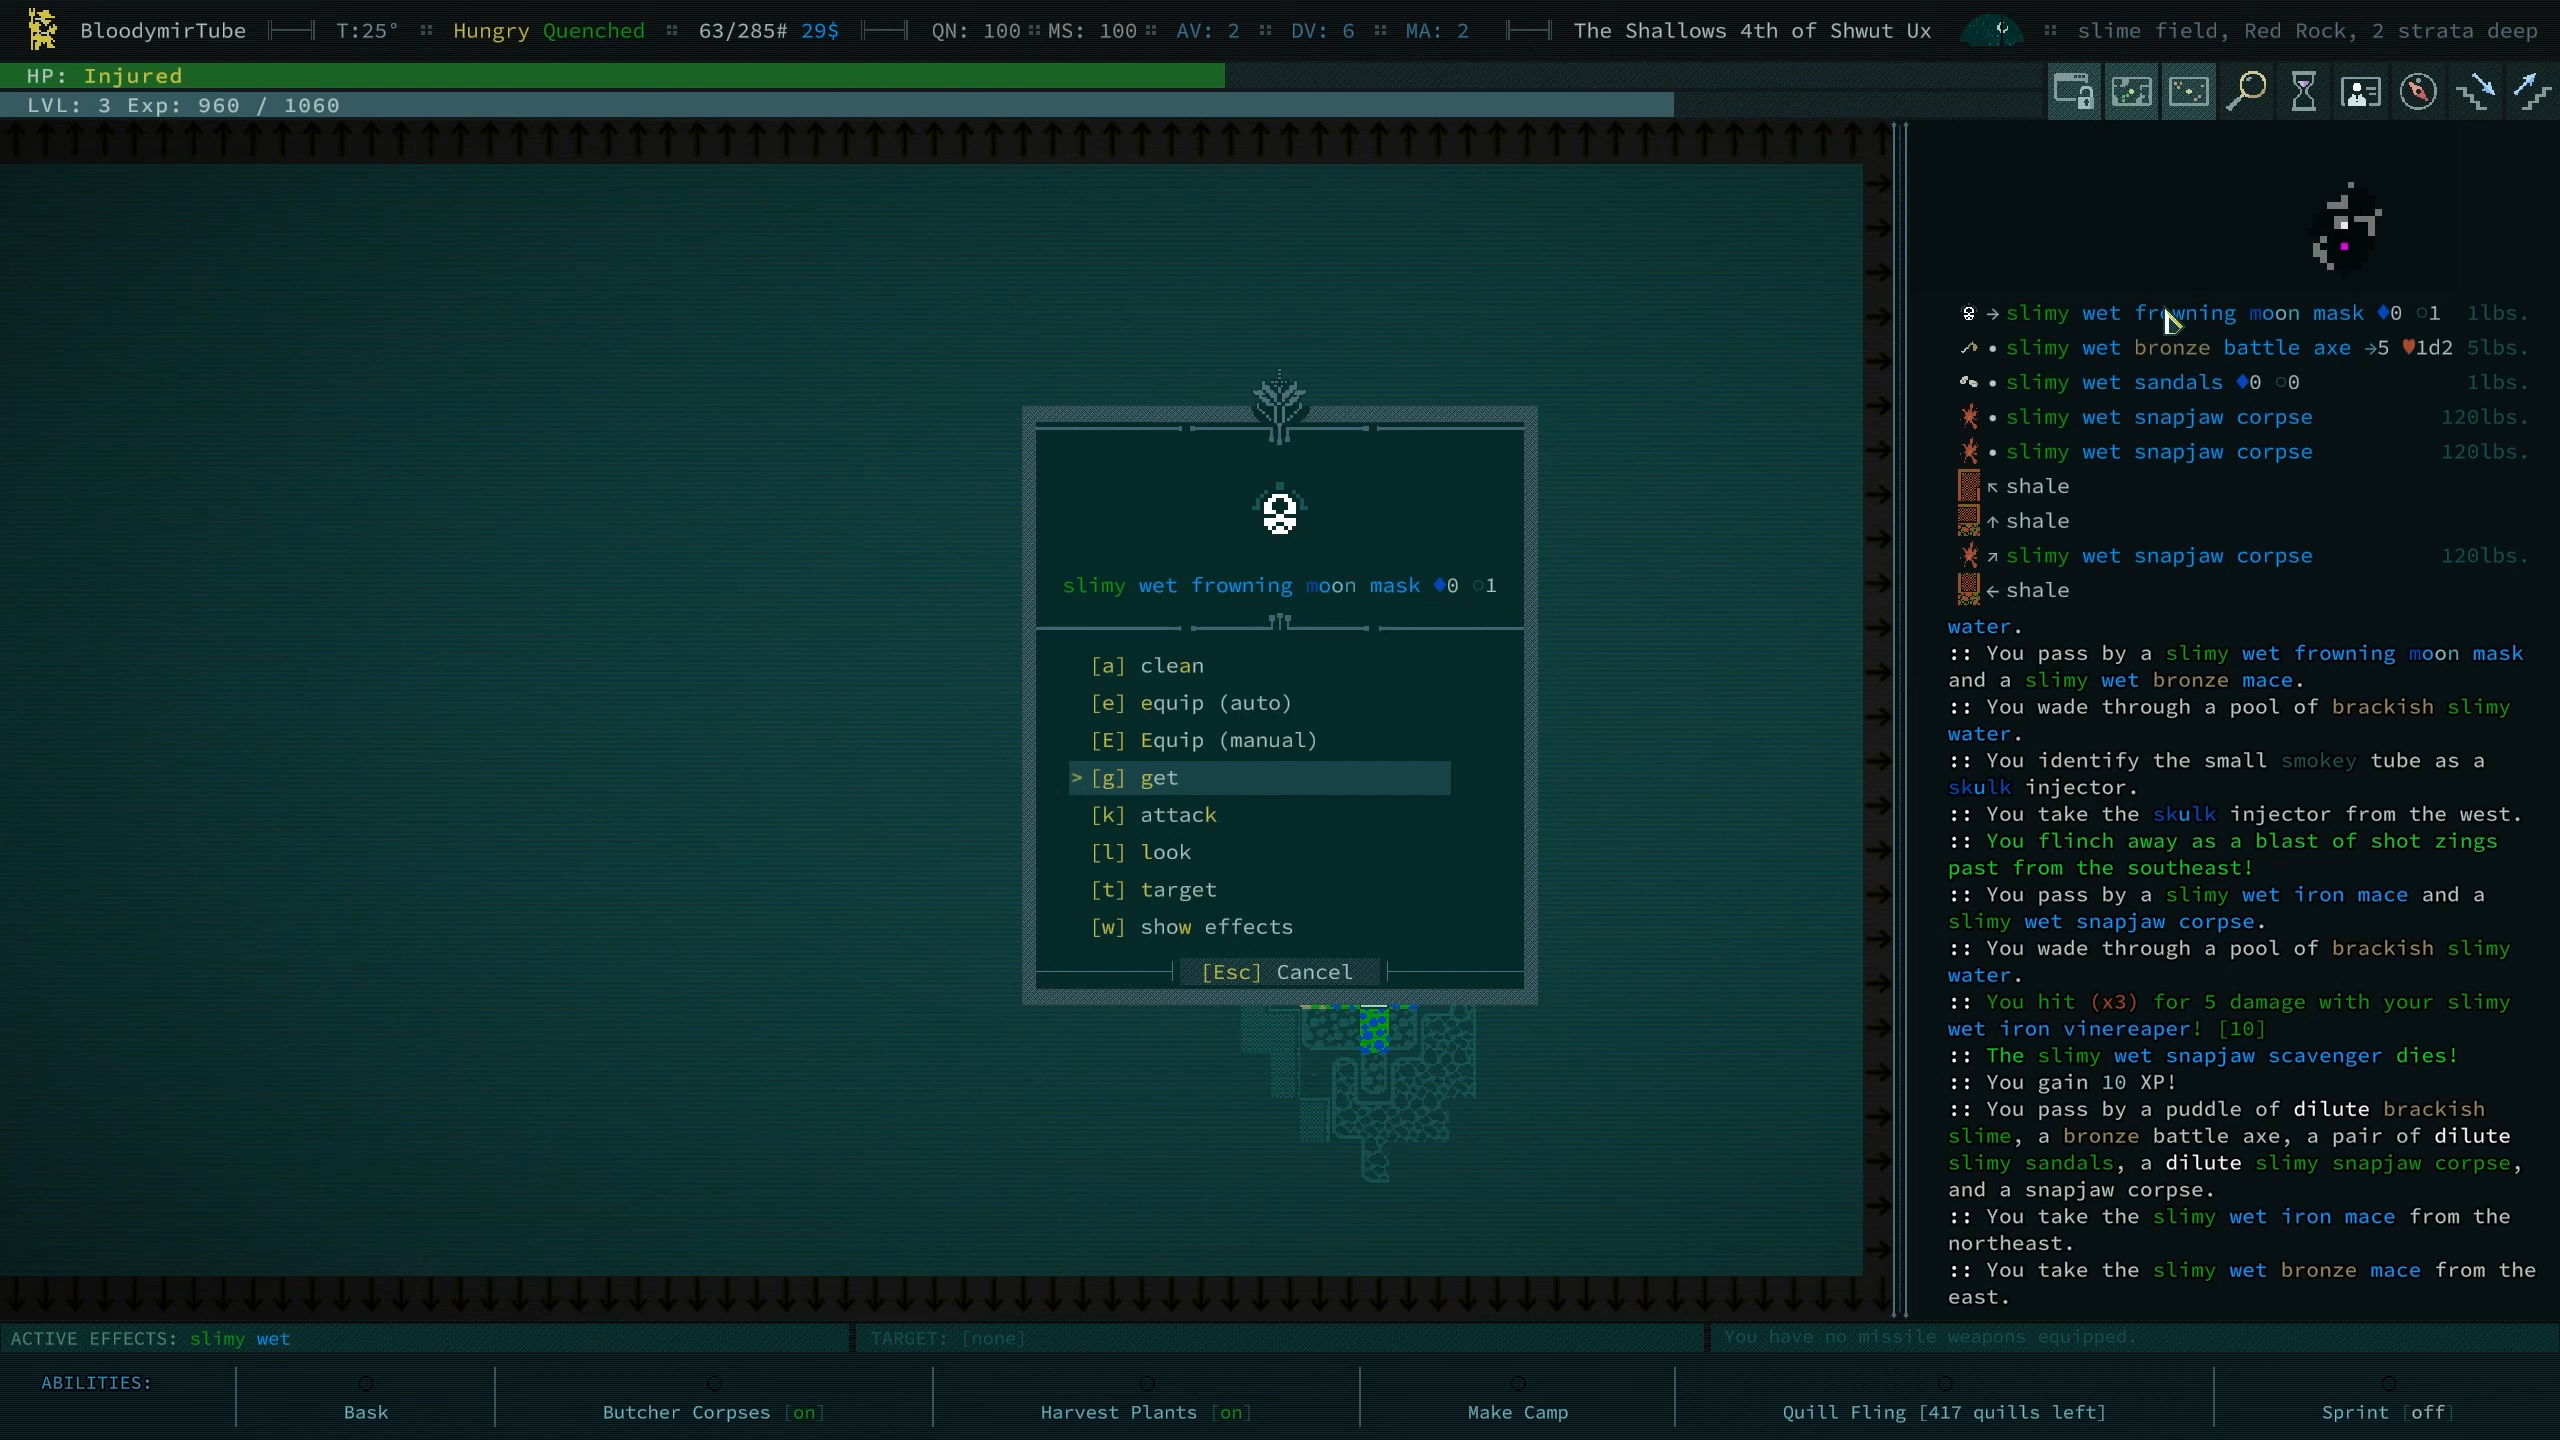 BloodymirTube T:25° Hungry Quenched 63/285# 29$ QN: 100 MS: 100 AV: 2 DV: 6 MA: 2 The Shallows 4th of Shwut Ux slime field, Red Rock, 2 strata deep
HP: Injured
LVL: 3 Exp: 960 / 1060
slimy wet frowning moon mask ♦0 ○1 1lbs.
slimy wet bronze battle axe →5 ♥1d2 5lbs.
slimy wet sandals ♦0 ○0 1lbs.
slimy wet snapjaw corpse 120lbs.
slimy wet snapjaw corpse 120lbs.
shale
shale
slimy wet snapjaw corpse 120lbs.
shale
slimy wet frowning moon mask ♦0 ○1
[a] clean
[e] equip (auto)
[E] Equip (manual)
> [g] get
[k] attack
[l] look
[t] target
[w] show effects
[Esc] Cancel
water.
:: You pass by a slimy wet frowning moon mask
and a slimy wet bronze mace.
:: You wade through a pool of brackish slimy
water.
:: You identify the small smokey tube as a
skulk injector.
:: You take the skulk injector from the west.
:: You flinch away as a blast of shot zings
past from the southeast!
:: You pass by a slimy wet iron mace and a
slimy wet snapjaw corpse.
:: You wade through a pool of brackish slimy
water.
:: You hit (x3) for 5 damage with your slimy
wet iron vinereaper! [10]
:: The slimy wet snapjaw scavenger dies!
:: You gain 10 XP!
:: You pass by a puddle of dilute brackish
slime, a bronze battle axe, a pair of dilute
slimy sandals, a dilute slimy snapjaw corpse,
and a snapjaw corpse.
:: You take the slimy wet iron mace from the
northeast.
:: You take the slimy wet bronze mace from the
east.
ACTIVE EFFECTS: slimy wet TARGET: [none] You have no missile weapons equipped.
ABILITIES:
Bask Butcher Corpses [on] Harvest Plants [on] Make Camp Quill Fling [417 quills left] Sprint [off]